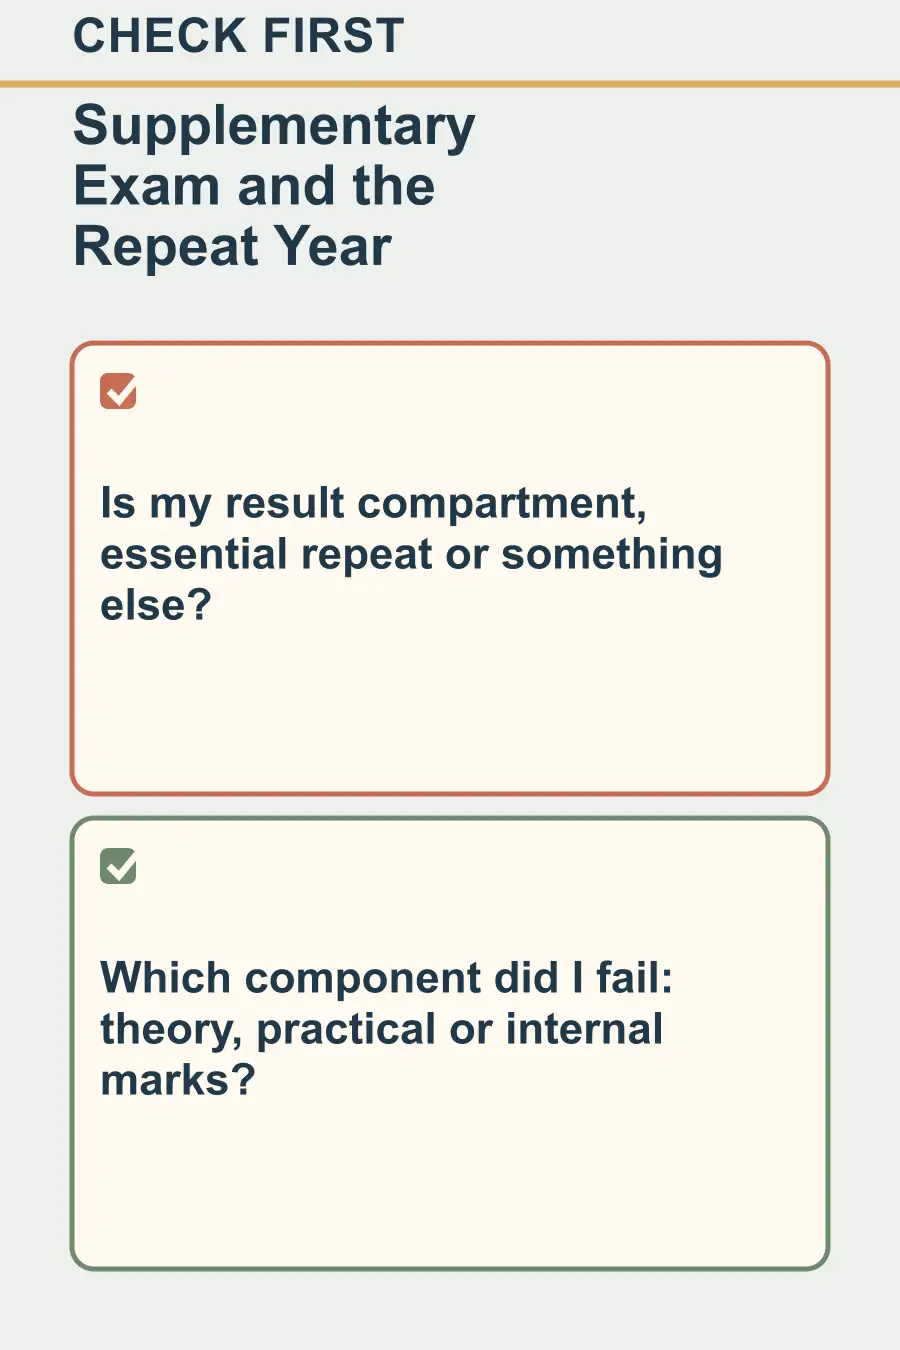 CHECK FIRST
Supplementary
Exam and the
Repeat Year
Is my result compartment,
essential repeat or something
else?
Which component did I fail:
theory, practical or internal
marks?